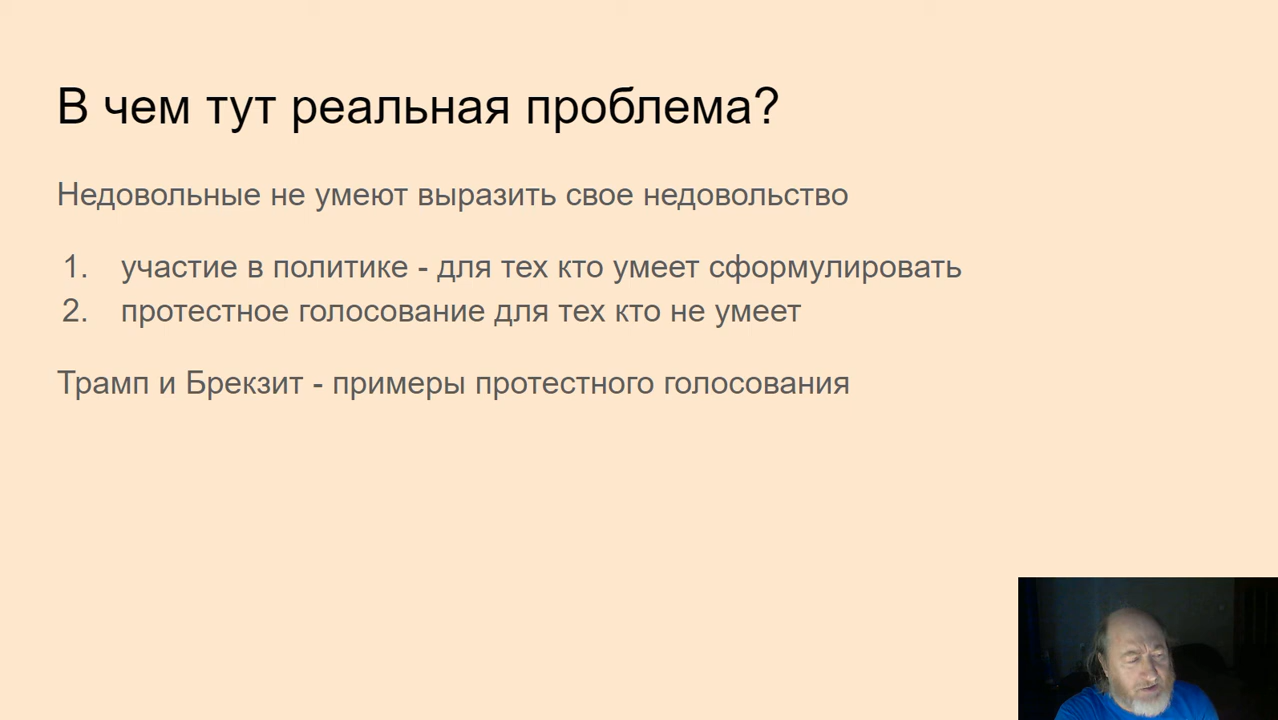 В чем тут реальная проблема?
Недовольные не умеют выразить свое недовольство
1. участие в политике - для тех кто умеет сформулировать
2. протестное голосование для тех кто не умеет
Трамп и Брекзит - примеры протестного голосования